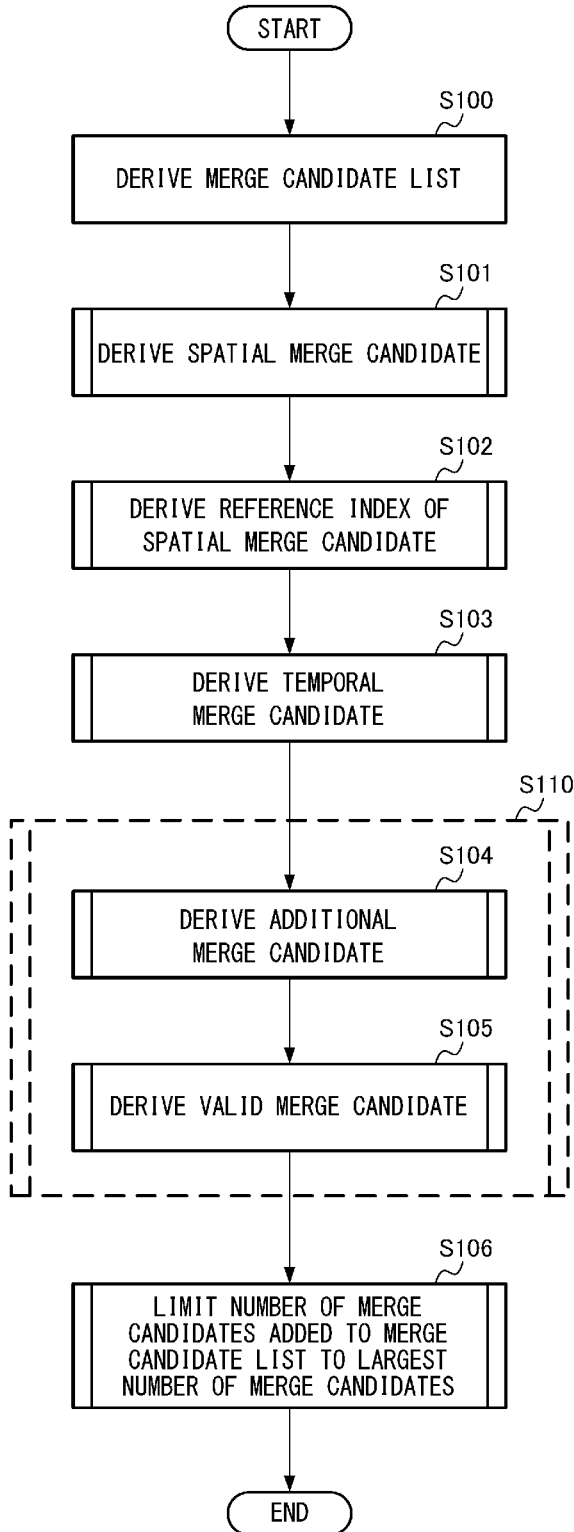 START
S100
DERIVE MERGE CANDIDATE LIST
S101
DERIVE SPATIAL MERGE CANDIDATE
S102
DERIVE REFERENCE INDEX OF
SPATIAL MERGE CANDIDATE
S103
DERIVE TEMPORAL
MERGE CANDIDATE
S110
S104
DERIVE ADDITIONAL
MERGE CANDIDATE
S105
DERIVE VALID MERGE CANDIDATE
S106
LIMIT NUMBER OF MERGE
CANDIDATES ADDED TO MERGE
CANDIDATE LIST TO LARGEST
NUMBER OF MERGE CANDIDATES
END